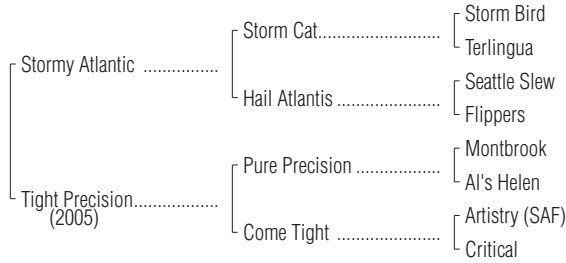 Storm Bird
Storm Cat
Terlingua
Stormy Atlantic
Seattle Slew
Hail Atlantis
Flippers
Montbrook
Pure Precision
Al's Helen
Tight Precision
(2005)
Artistry (SAF)
Come Tight
Critical